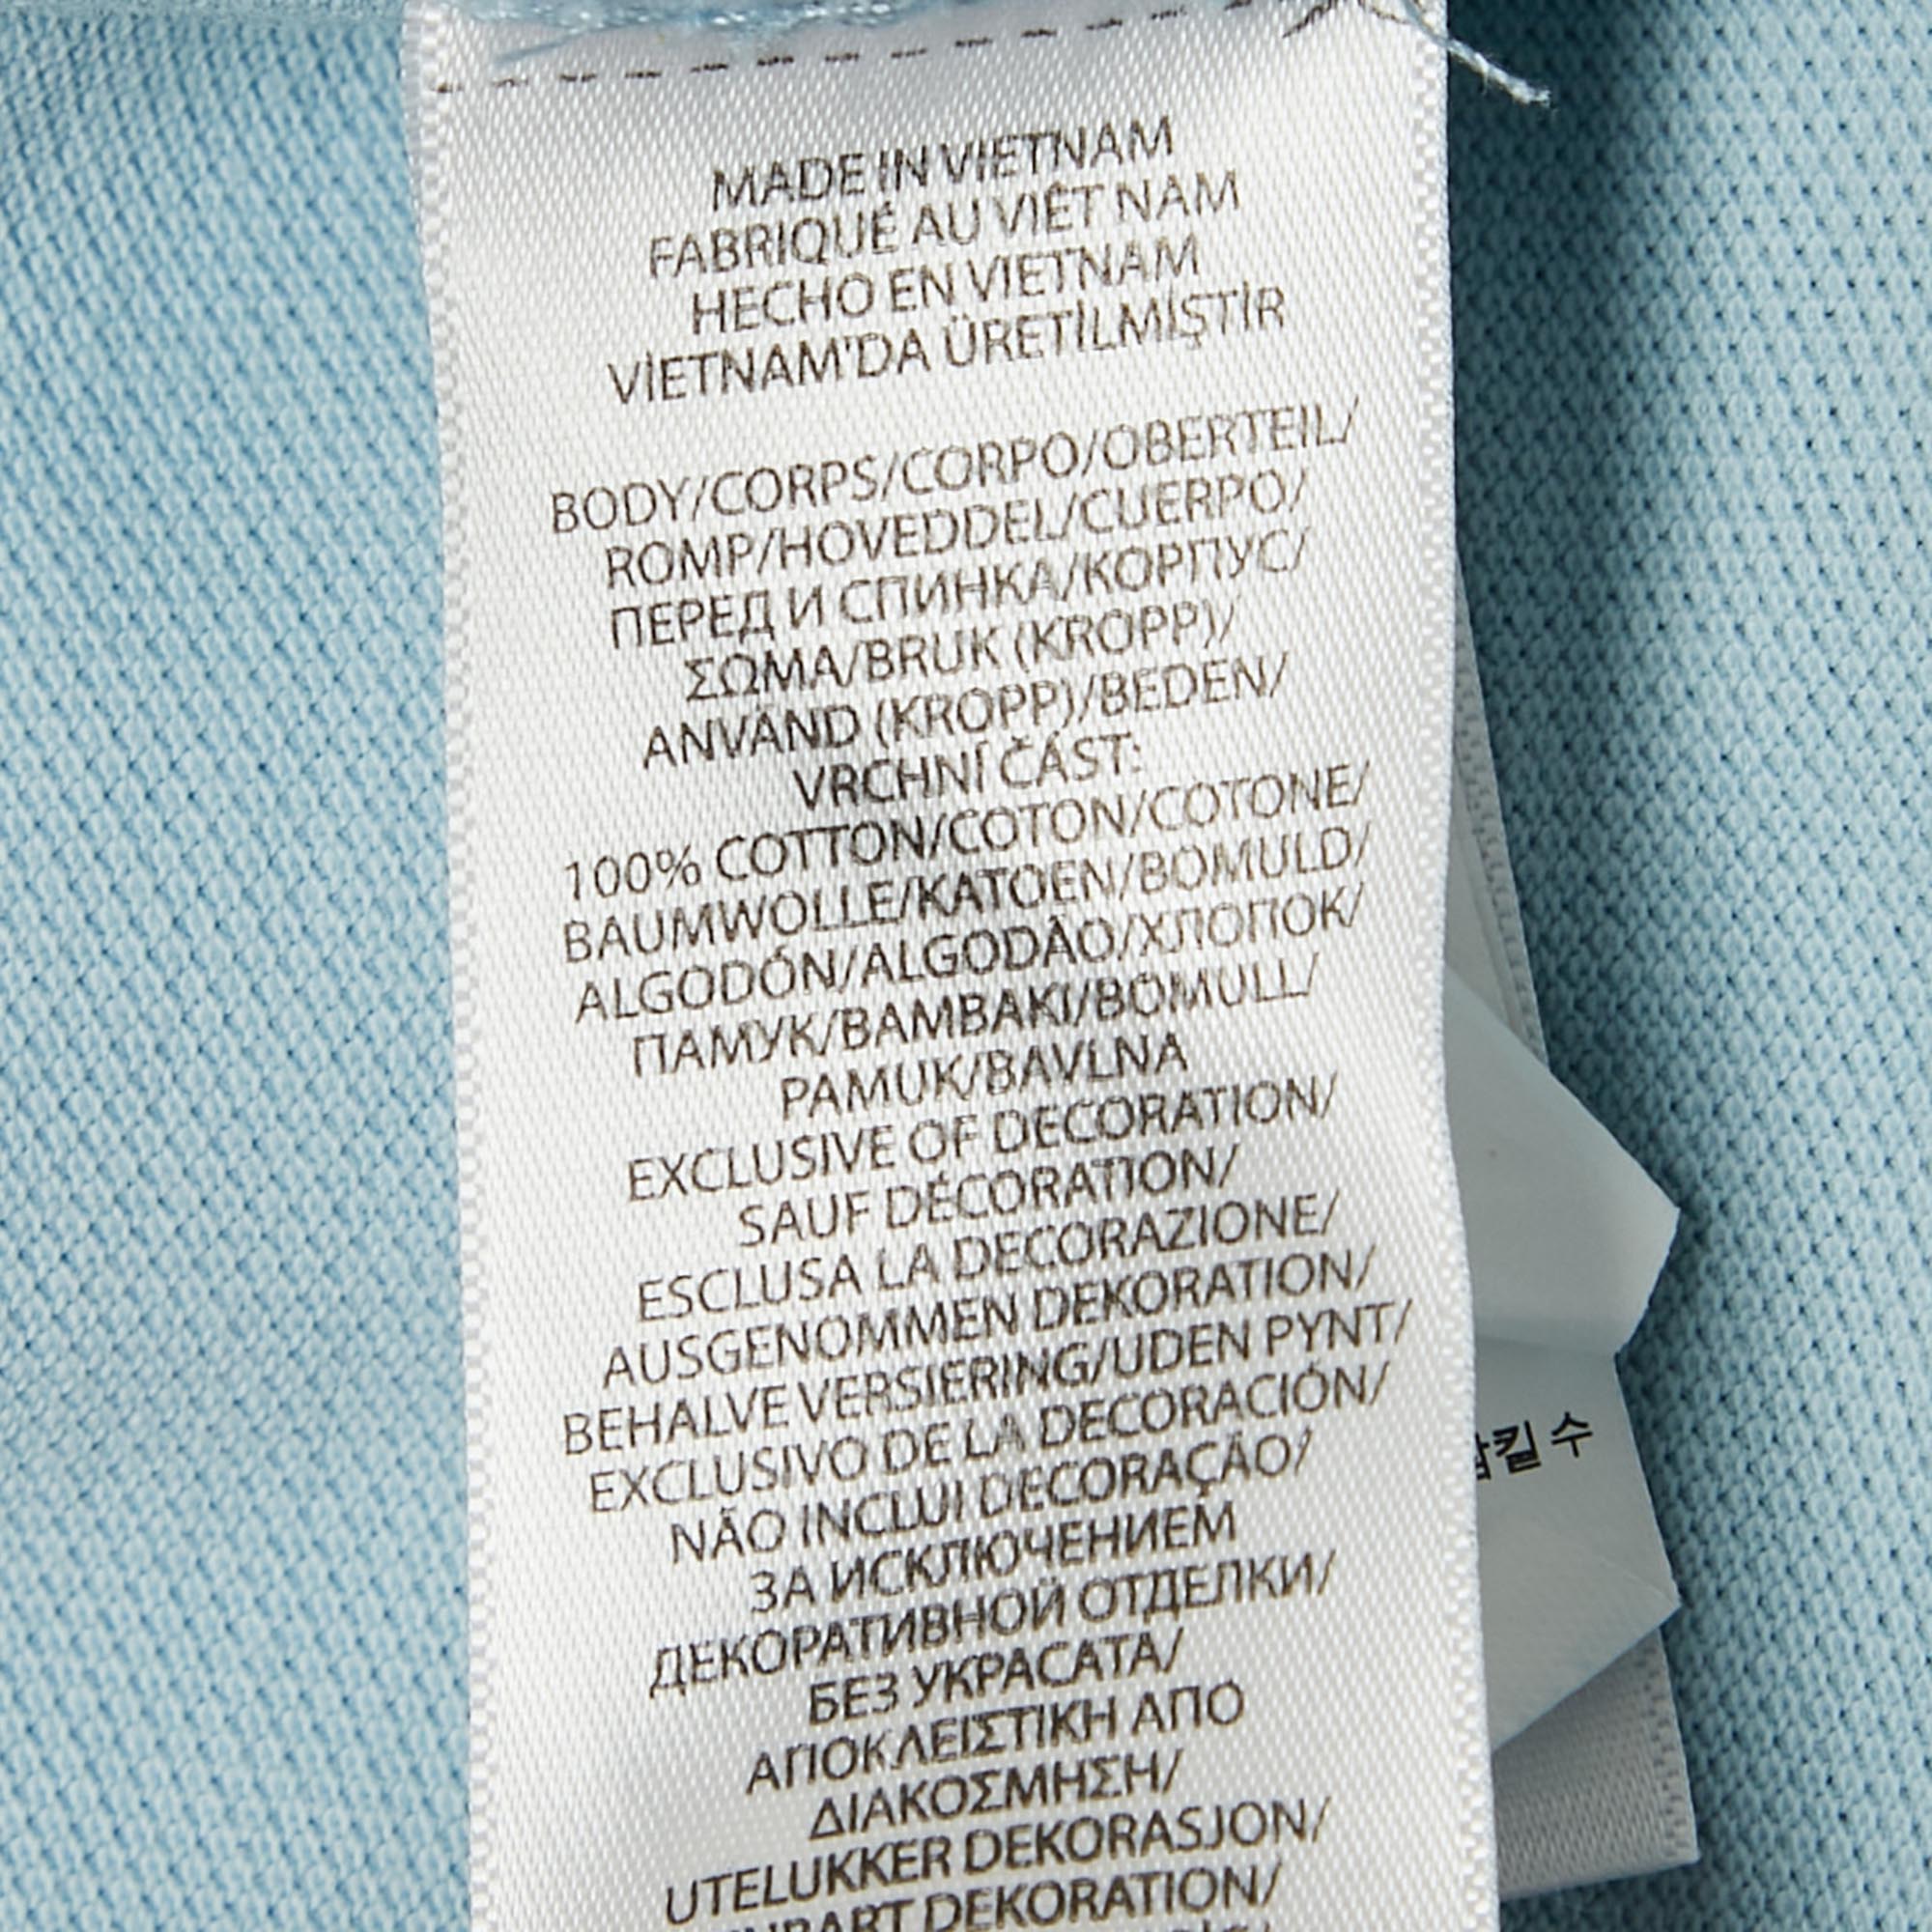 MADE IN VIETNAM
FABRIQUÉ AU VIÊT NAM
HECHO EN VIETNAM
VİETNAM'DA ÜRETİLMİŞTİR
BODY/CORPS/CORPO/OBERTEIL/
ROMP/HOVEDDEL/CUERPO/
ПЕРЕД И СПИНКА/КОРПУС/
ΣΩΜΑ/BRUK (KROPP)/
ANVÄND (KROPP)/BEDEN/
VRCHNÍ ČÁST:
100% COTTON/COTON/COTONE/
BAUMWOLLE/KATOEN/BOMULD/
ALGODÓN/ALGODÃO/ХЛОПОК/
ПАМУК/ΒΑΜΒΑΚΙ/BOMULL/
PAMUK/BAVLNA
EXCLUSIVE OF DECORATION/
SAUF DÉCORATION/
ESCLUSA LA DECORAZIONE/
AUSGENOMMEN DEKORATION/
BEHALVE VERSIERING/UDEN PYNT/
EXCLUSIVO DE LA DECORACIÓN/
NÃO INCLUI DECORAÇÃO/
ЗА ИСКЛЮЧЕНИЕМ
ДЕКОРАТИВНОЙ ОТДЕЛКИ/
БЕЗ УКРАСАТА/
ΑΠΟΚΛΕΙΣΤΙΚΗ ΑΠΟ
ΔΙΑΚΟΣΜΗΣΗ/
UTELUKKER DEKORASJON/
DEKORATION/
킬 수